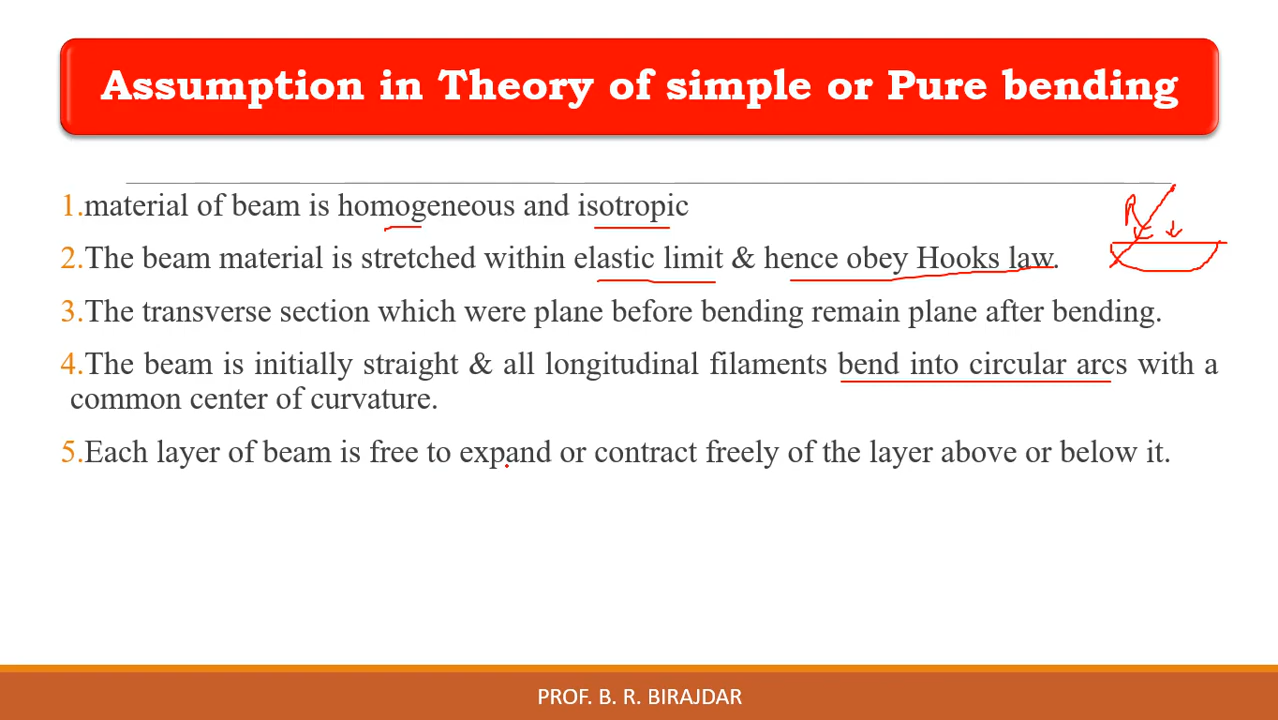 Assumption in Theory of simple or Pure bending
1.material of beam is homogeneous and isotropic
R
2.The beam material is stretched within elastic limit & hence obey Hooks law.
3.The transverse section which were plane before bending remain plane after bending.
4.The beam is initially straight & all longitudinal filaments bend into circular arcs with a
common center of curvature.
5.Each layer of beam is free to expand or contract freely of the layer above or below it.
PROF. B. R. BIRAJDAR